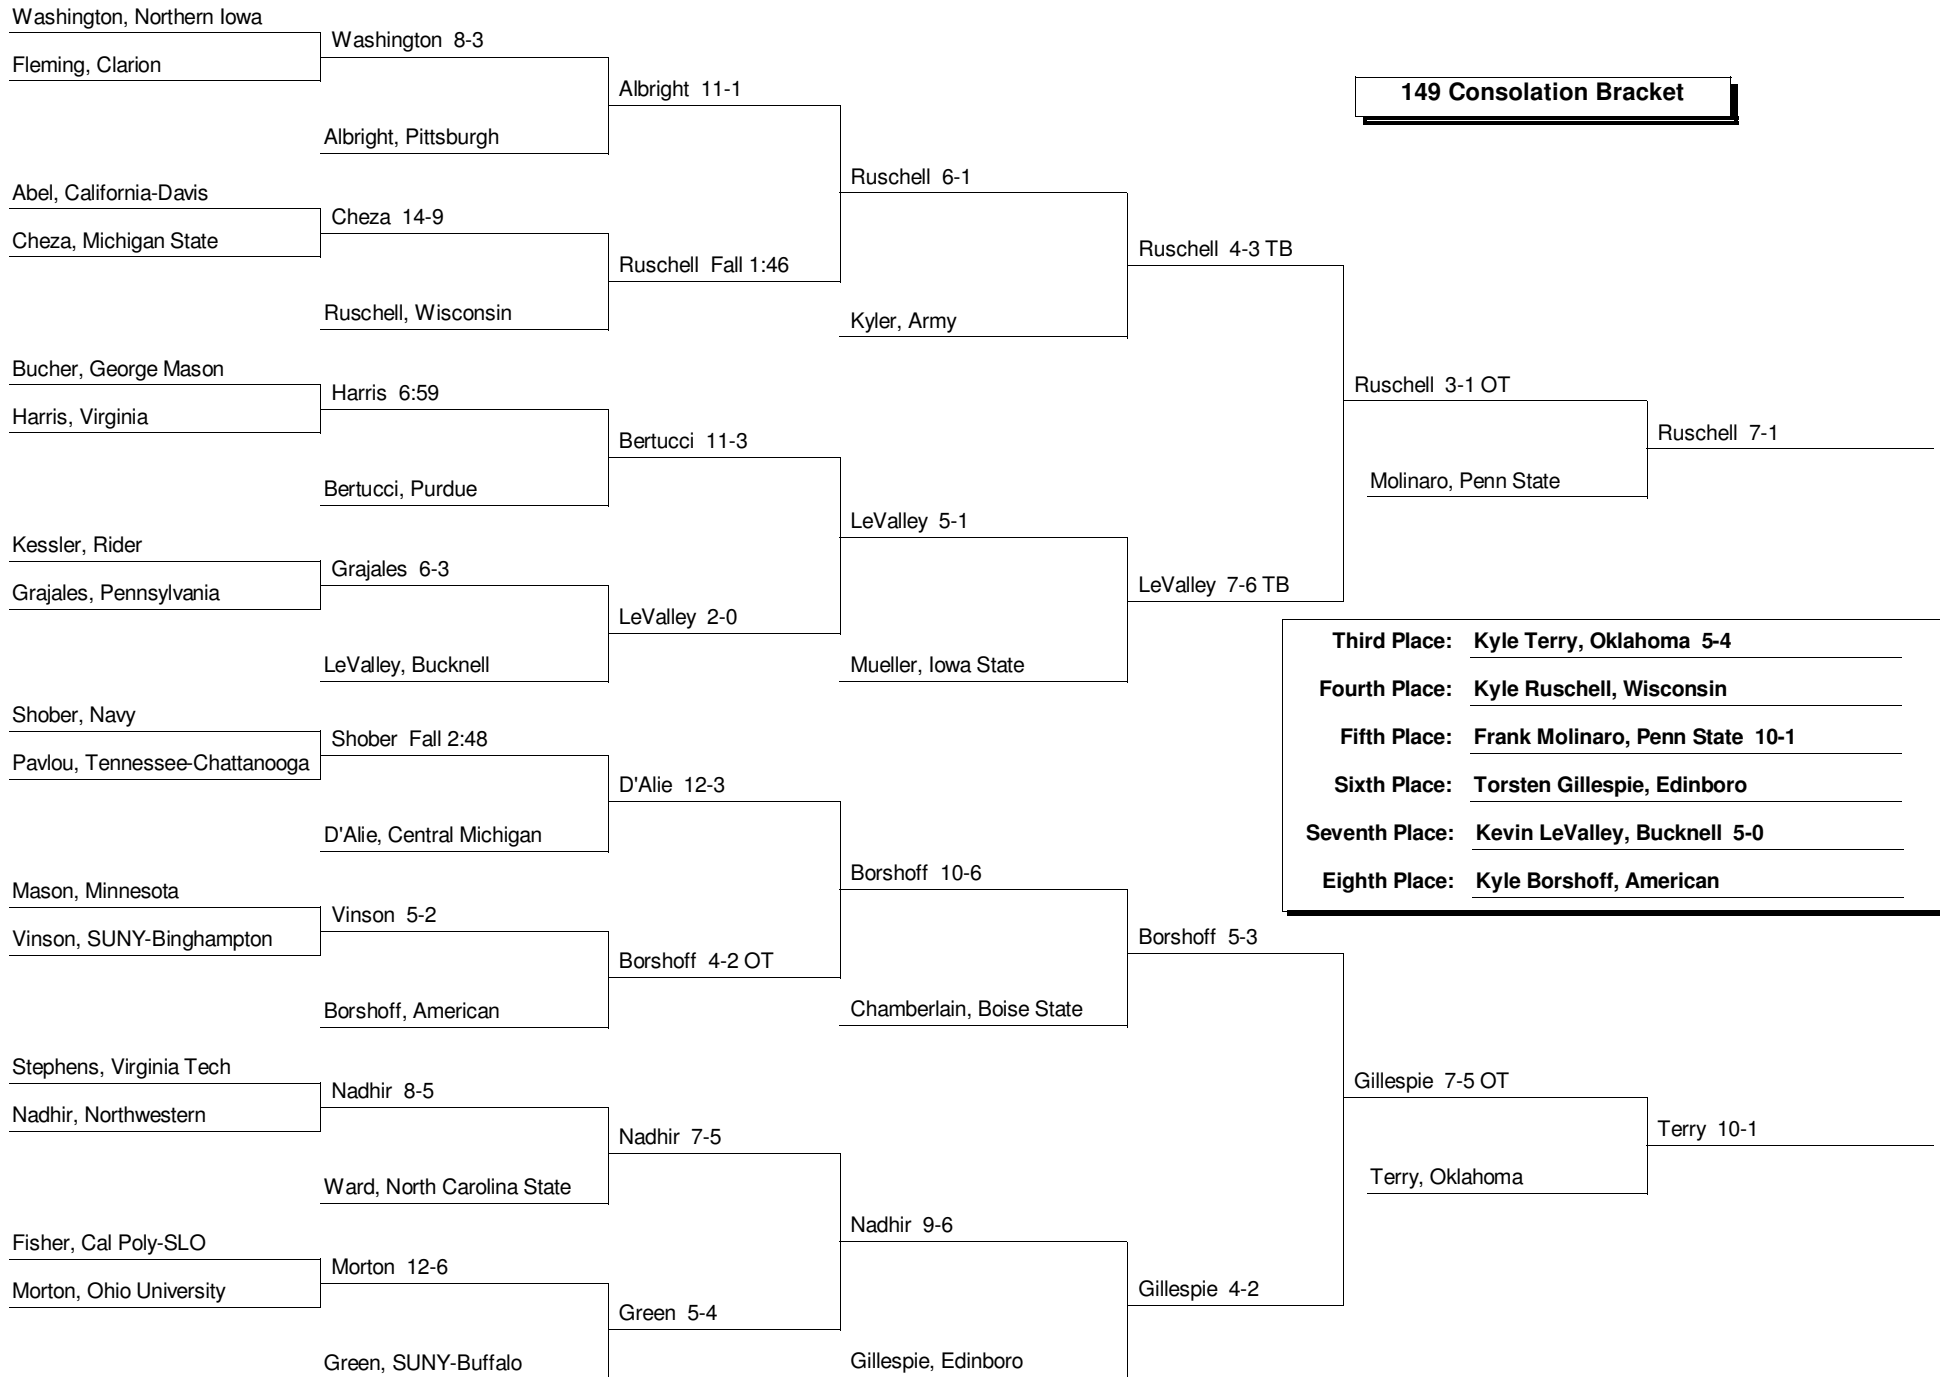 Washington, Northern Iowa
Fleming, Clarion
Abel, California-Davis
Cheza, Michigan State
Bucher, George Mason
Harris, Virginia
Kessler, Rider
Grajales, Pennsylvania
Shober, Navy
Pavlou, Tennessee-Chattanooga
Mason, Minnesota
Vinson, SUNY-Binghampton
Stephens, Virginia Tech
Nadhir, Northwestern
Fisher, Cal Poly-SLO
Morton, Ohio University
Washington 8-3
Albright, Pittsburgh
Cheza 14-9
Ruschell, Wisconsin
Harris 6:59
Bertucci, Purdue
Grajales 6-3
LeValley, Bucknell
Shober Fall 2:48
D'Alie, Central Michigan
Vinson 5-2
Borshoff, American
Nadhir 8-5
Ward, North Carolina State
Morton 12-6
Green, SUNY-Buffalo
Albright 11-1
Ruschell Fall 1:46
Bertucci 11-3
LeValley 2-0
D'Alie 12-3
Borshoff 4-2 OT
Nadhir 7-5
Green 5-4
Ruschell 6-1
Kyler, Army
LeValley 5-1
Mueller, Iowa State
Borshoff 10-6
Chamberlain, Boise State
Nadhir 9-6
Gillespie, Edinboro
Ruschell 4-3 TB
LeValley 7-6 TB
Borshoff 5-3
Gillespie 4-2
Ruschell 3-1 OT
Molinaro, Penn State
Gillespie 7-5 OT
Terry, Oklahoma
Ruschell 7-1
Terry 10-1
149 Consolation Bracket
Third Place: Kyle Terry, Oklahoma 5-4
Fourth Place: Kyle Ruschell, Wisconsin
Fifth Place: Frank Molinaro, Penn State 10-1
Sixth Place: Torsten Gillespie, Edinboro
Seventh Place: Kevin LeValley, Bucknell 5-0
Eighth Place: Kyle Borshoff, American